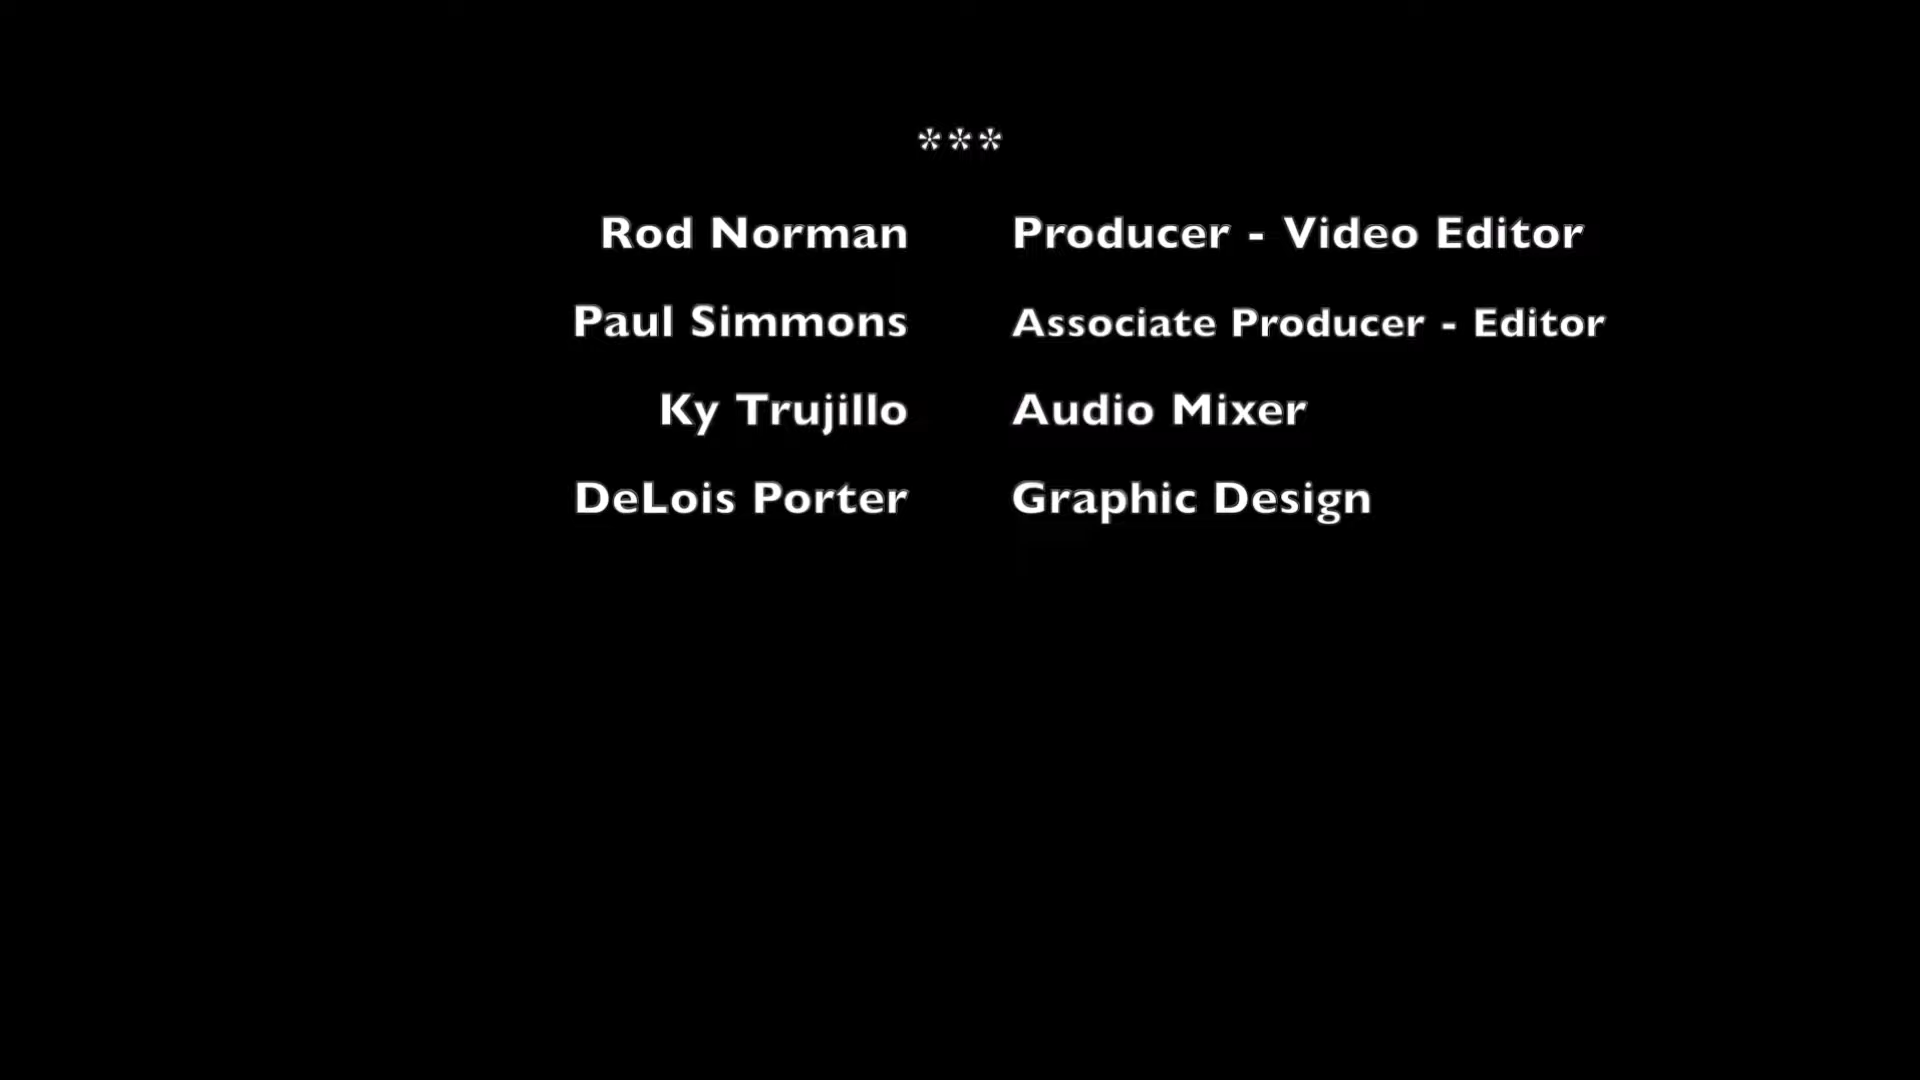 ***
Rod Norman Producer - Video Editor
Paul Simmons Associate Producer - Editor
Ky Trujillo Audio Mixer
DeLois Porter Graphic Design